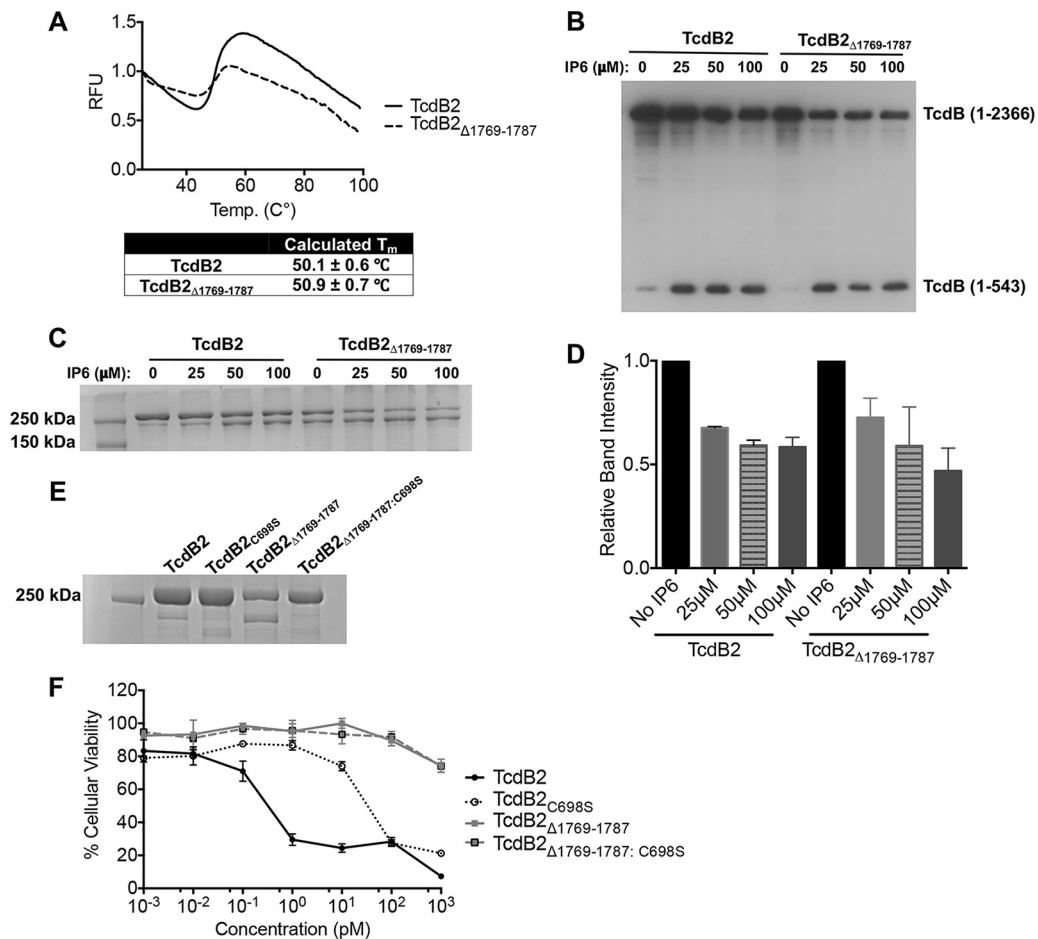 A
1.5
1.0
0.5
0.0
RFU
40 60 80 100
Temp. (C°)
TcdB2
TcdB2Δ1769-1787
Calculated Tm
TcdB2 50.1 ± 0.6 ℃
TcdB2Δ1769-1787 50.9 ± 0.7 ℃
B
TcdB2 TcdB2Δ1769-1787
IP6 (µM): 0 25 50 100 0 25 50 100
TcdB (1-2366)
TcdB (1-543)
C
TcdB2 TcdB2Δ1769-1787
IP6 (µM): 0 25 50 100 0 25 50 100
250 kDa
150 kDa
D
1.0
0.5
0.0
Relative Band Intensity
No IP6 25µM 50µM 100µM No IP6 25µM 50µM 100µM
TcdB2 TcdB2Δ1769-1787
E
TcdB2 TcdB2C698S TcdB2Δ1769-1787 TcdB2Δ1769-1787:C698S
250 kDa
F
120
100
80
60
40
20
0
% Cellular Viability
10-3 10-2 10-1 100 101 102 103
Concentration (pM)
TcdB2
TcdB2C698S
TcdB2Δ1769-1787
TcdB2Δ1769-1787: C698S